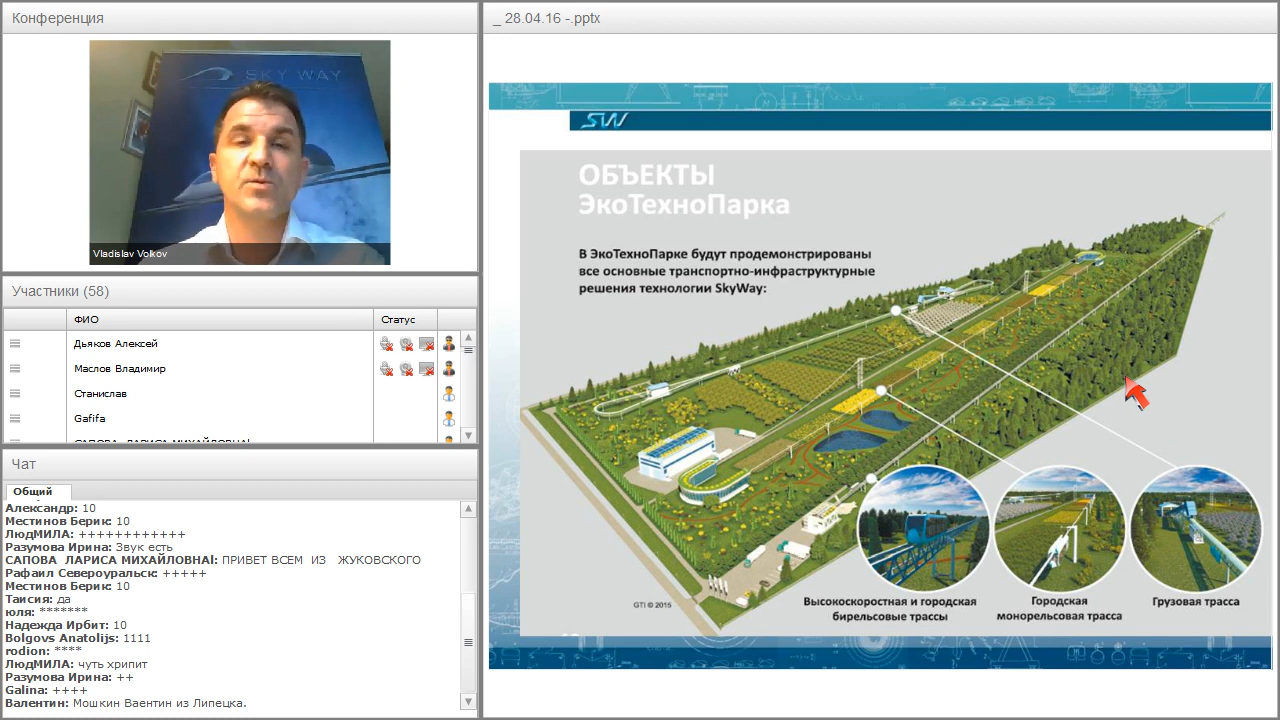 Конференция
SKY WAY
Vladislav Volkov
Участники (58)
ФИО
Статус
Дьяков Алексей
Маслов Владимир
Станислав
Gafifa
САПОВА ЛАРИСА МИХАЙЛОВНА!
Чат
Общий
Александр: 10
Местинов Берик: 10
ЛюдМИЛА: ++++++++++++
Разумова Ирина: Звук есть
САПОВА ЛАРИСА МИХАЙЛОВНА!: ПРИВЕТ ВСЕМ ИЗ ЖУКОВСКОГО
Рафаил Североуральск: +++++
Местинов Берик: 10
Таисия: да
юля: *******
Надежда Ирбит: 10
Bolgovs Anatolijs: 1111
rodion: ****
ЛюдМИЛА: чуть хрипит
Разумова Ирина: ++
Galina: ++++
Валентин: Мошкин Ваентин из Липецка.
_ 28.04.16 -.pptx
SW
ОБЪЕКТЫ
ЭкоТехноПарка
В ЭкоТехноПарке будут продемонстрированы
все основные транспортно-инфраструктурные
решения технологии SkyWay:
GTI © 2015
Высокоскоростная и городская
бирельсовые трассы
Городская
монорельсовая трасса
Грузовая трасса